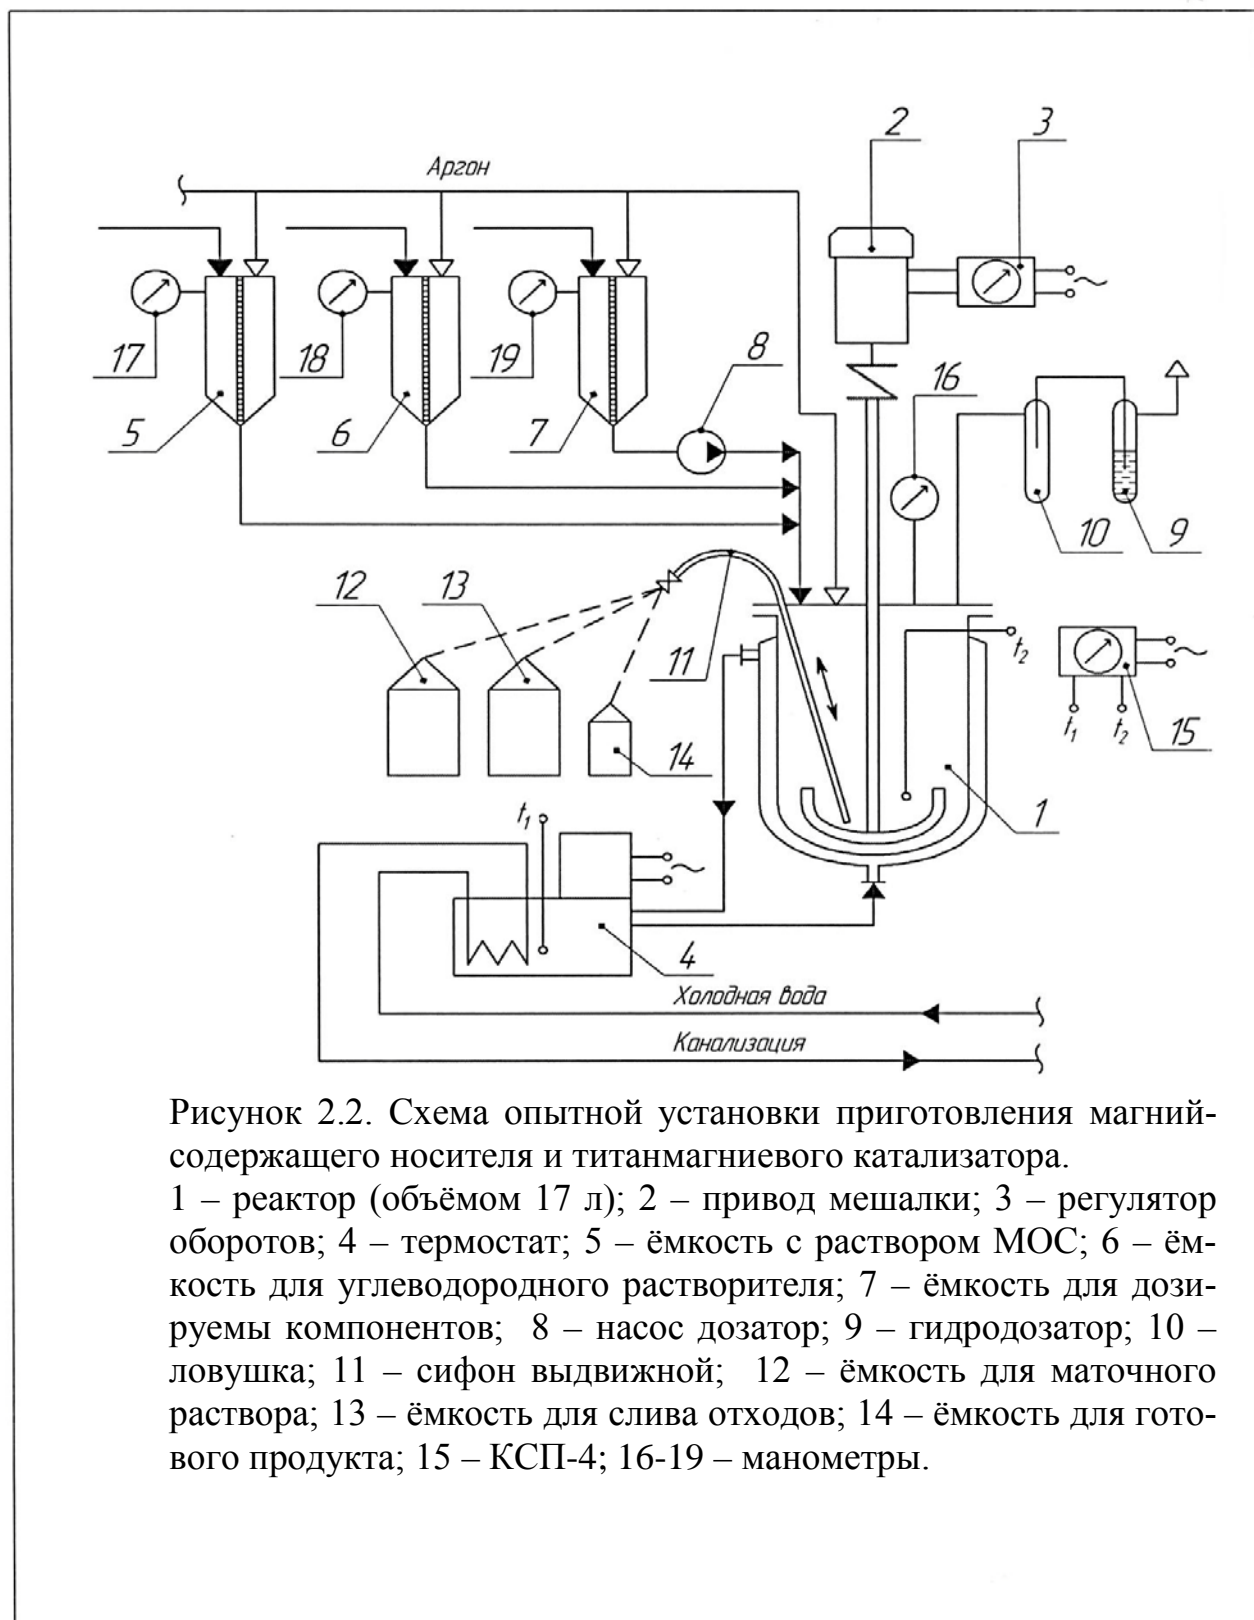 2
3
Аргон
17
18
19
8
16
5
6
7
10
9
12
13
11
t2
t1
t2
15
14
t1
1
4
Холодная вода
Канализация
Рисунок 2.2. Схема опытной установки приготовления магний-
содержащего носителя и титанмагниевого катализатора.
1 – реактор (объёмом 17 л); 2 – привод мешалки; 3 – регулятор
оборотов; 4 – термостат; 5 – ёмкость с раствором МОС; 6 – ём-
кость для углеводородного растворителя; 7 – ёмкость для дози-
руемы компонентов; 8 – насос дозатор; 9 – гидродозатор; 10 –
ловушка; 11 – сифон выдвижной; 12 – ёмкость для маточного
раствора; 13 – ёмкость для слива отходов; 14 – ёмкость для гото-
вого продукта; 15 – КСП-4; 16-19 – манометры.